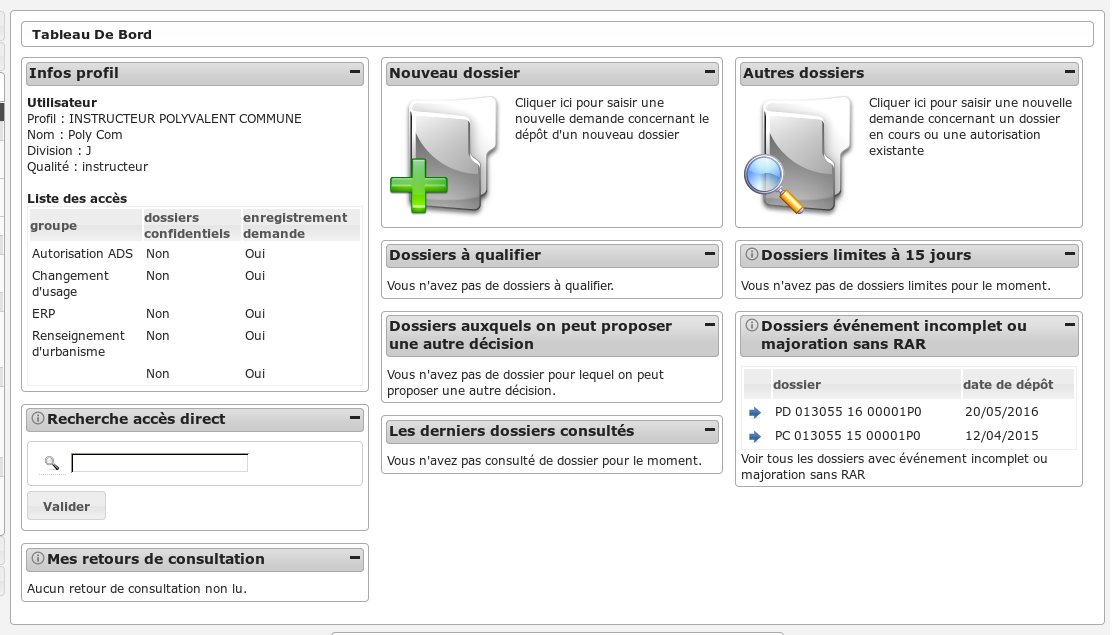 Tableau De Bord
Infos profil
Utilisateur
Profil : INSTRUCTEUR POLYVALENT COMMUNE
Nom : Poly Com
Division : J
Qualité : instructeur
Liste des accès
groupe dossiers confidentiels enregistrement demande
Autorisation ADS Non Oui
Changement d'usage Non Oui
ERP Non Oui
Renseignement d'urbanisme Non Oui
Non Oui
Recherche accès direct
Valider
Mes retours de consultation
Aucun retour de consultation non lu.
Nouveau dossier
Cliquer ici pour saisir une
nouvelle demande concernant le
dépôt d'un nouveau dossier
Dossiers à qualifier
Vous n'avez pas de dossiers à qualifier.
Dossiers auxquels on peut proposer
une autre décision
Vous n'avez pas de dossier pour lequel on peut
proposer une autre décision.
Les derniers dossiers consultés
Vous n'avez pas consulté de dossier pour le moment.
Autres dossiers
Cliquer ici pour saisir une nouvelle
demande concernant un dossier
en cours ou une autorisation
existante
Dossiers limites à 15 jours
Vous n'avez pas de dossiers limites pour le moment.
Dossiers événement incomplet ou
majoration sans RAR
dossier date de dépôt
PD 013055 16 00001P0 20/05/2016
PC 013055 15 00001P0 12/04/2015
Voir tous les dossiers avec événement incomplet ou
majoration sans RAR